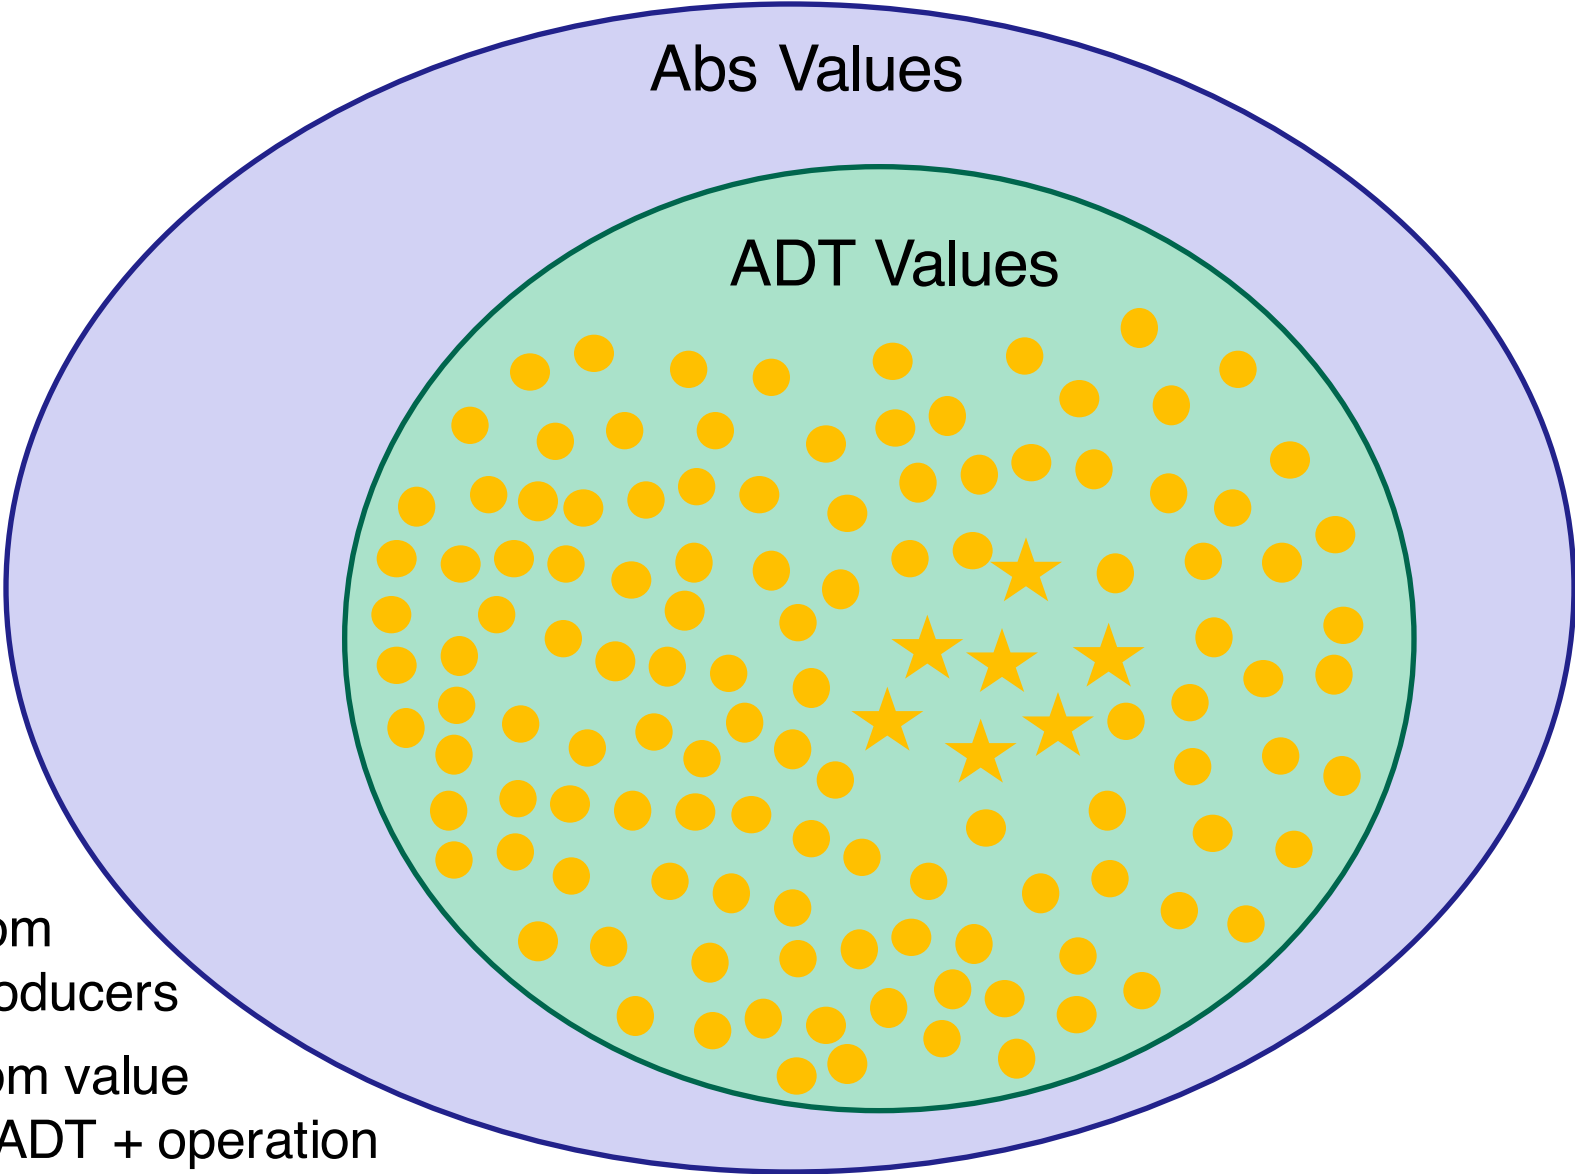 Abs Values
ADT Values
om
oducers
om value
ADT + operation